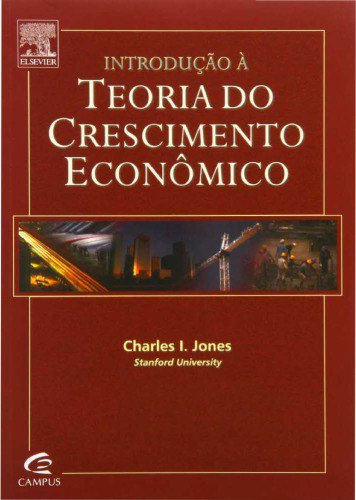 ELSEVIER
INTRODUÇÃO À
TEORIA DO
CRESCIMENTO
ECONÔMICO
Charles I. Jones
Stanford University
CAMPUS